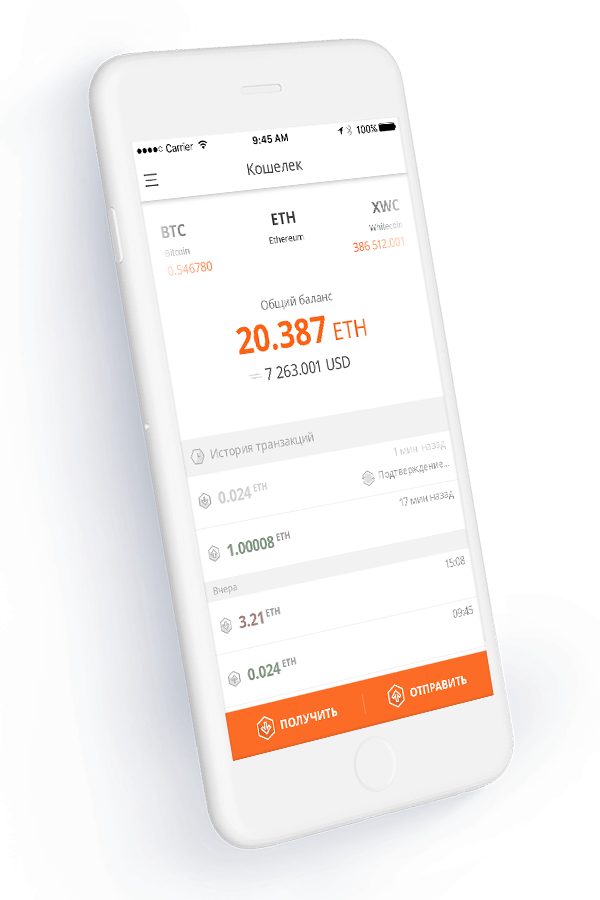 Carrier 9:45 AM 100%
Кошелек
BTC ETH XWC
Bitcoin Ethereum Whitecoin
0.546780 386 512.001
Общий баланс
20.387 ETH
≈ 7 263.001 USD
История транзакций
1 мин назад
0.024 ETH Подтверждение...
17 мин назад
1.00008 ETH
Вчера
15:08
3.21 ETH
09:45
0.024 ETH
ПОЛУЧИТЬ ОТПРАВИТЬ